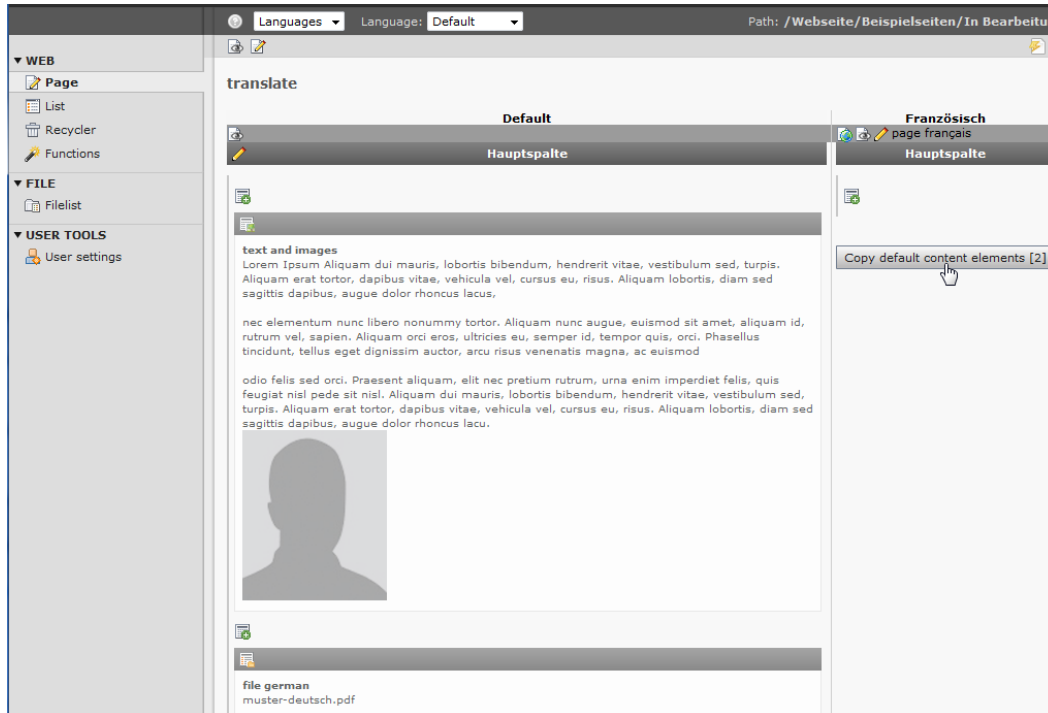 Languages Language: Default Path: /Webseite/Beispielseiten/In Bearbeitu
WEB
Page
List
Recycler
Functions
FILE
Filelist
USER TOOLS
User settings
translate
Default
Hauptspalte
text and images
Lorem Ipsum Aliquam dui mauris, lobortis bibendum, hendrerit vitae, vestibulum sed, turpis.
Aliquam erat tortor, dapibus vitae, vehicula vel, cursus eu, risus. Aliquam lobortis, diam sed
sagittis dapibus, augue dolor rhoncus lacus,
nec elementum nunc libero nonummy tortor. Aliquam nunc augue, euismod sit amet, aliquam id,
rutrum vel, sapien. Aliquam orci eros, ultricies eu, semper id, tempor quis, orci. Phasellus
tincidunt, tellus eget dignissim auctor, arcu risus venenatis magna, ac euismod
odio felis sed orci. Praesent aliquam, elit nec pretium rutrum, urna enim imperdiet felis, quis
feugiat nisl pede sit nisl. Aliquam dui mauris, lobortis bibendum, hendrerit vitae, vestibulum sed,
turpis. Aliquam erat tortor, dapibus vitae, vehicula vel, cursus eu, risus. Aliquam lobortis, diam sed
sagittis dapibus, augue dolor rhoncus lacu.
file german
muster-deutsch.pdf
Französisch
page français
Hauptspalte
Copy default content elements [2]